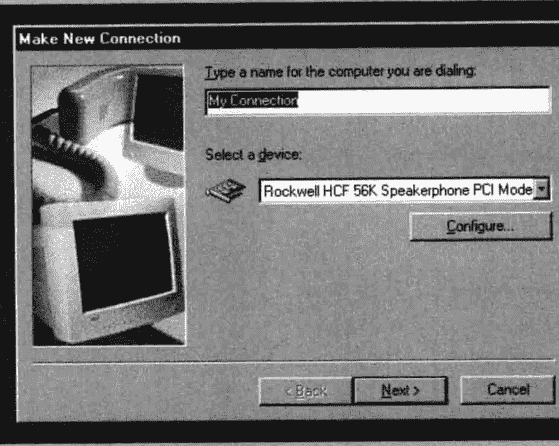 Make New Connection
Type a name for the computer you are dialing:
My Connection
Select a device:
Rockwell HCF 56K Speakerphone PCI Mode
Configure...
< Back
Next >
Cancel